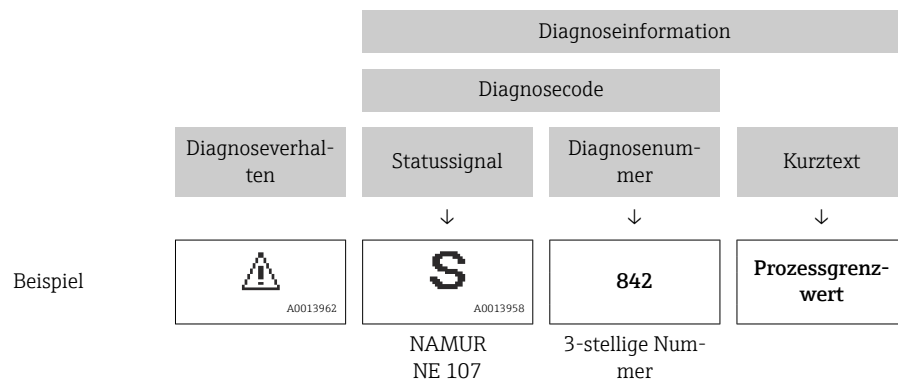 Diagnoseinformation
Diagnosecode
Diagnoseverhal-
ten
Statussignal
Diagnosenum-
mer
Kurztext
↓ ↓ ↓
Beispiel
A0013962
S
A0013958
842
Prozessgrenz-
wert
NAMUR
NE 107
3-stellige Num-
mer